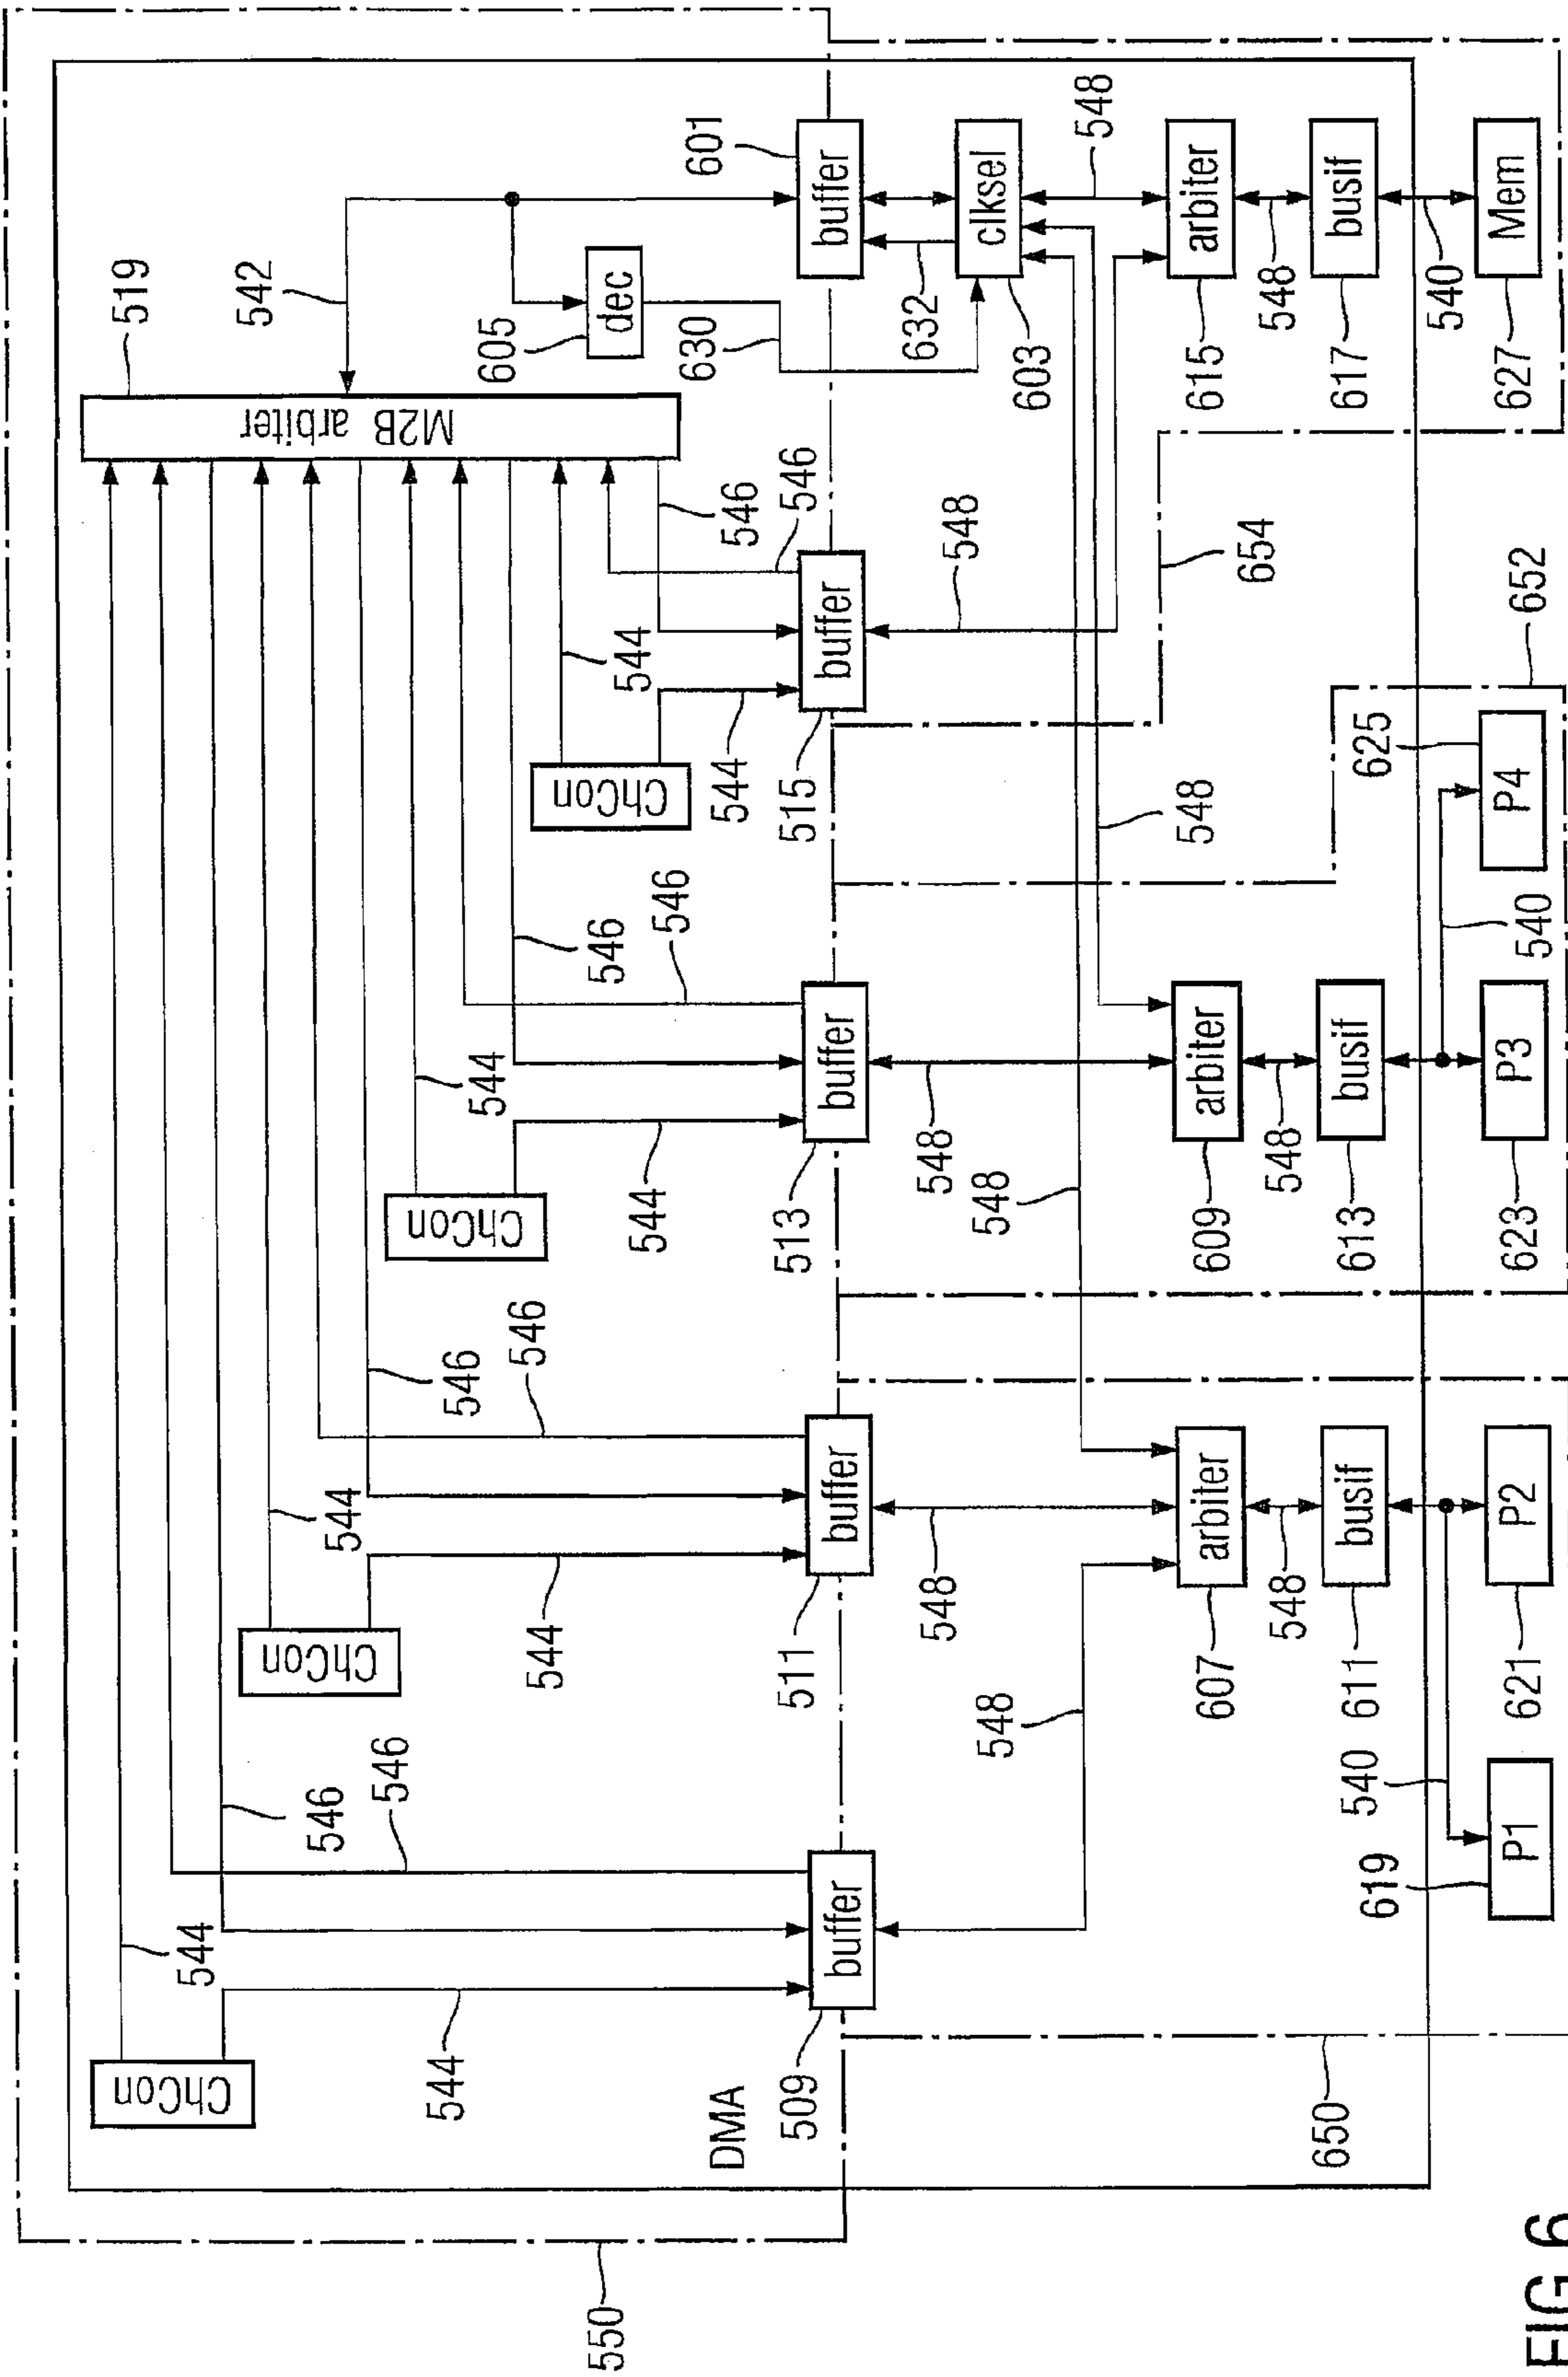 519
ChCon
544
542
ChCon
546
544
M2B arbiter
546
544
546
ChCon
544
605
546
544
550
546
ChCon
dec
544
544
546
630
601
DMA
544
546
546
509
buffer
511
buffer
513
buffer
515
buffer
buffer
632
548
548
548
548
548
clksel
603
548
607
arbiter
609
arbiter
548
615
arbiter
654
548
548
548
650
611
busif
613
busif
617
busif
619
540
625
540
540
652
P1
621
P2
623
P3
P4
627
Mem
FIG 6